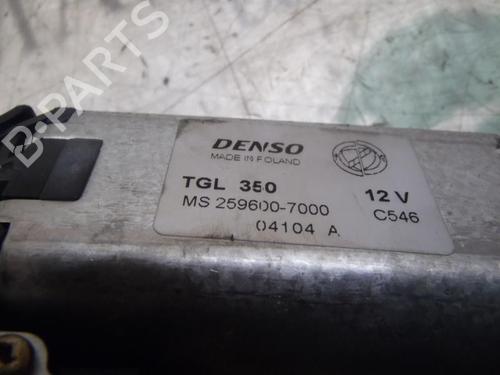 B-PARTS
DENSO
MADE IN POLAND
TGL 350
12 V
MS 259600-7000
C546
04104 A